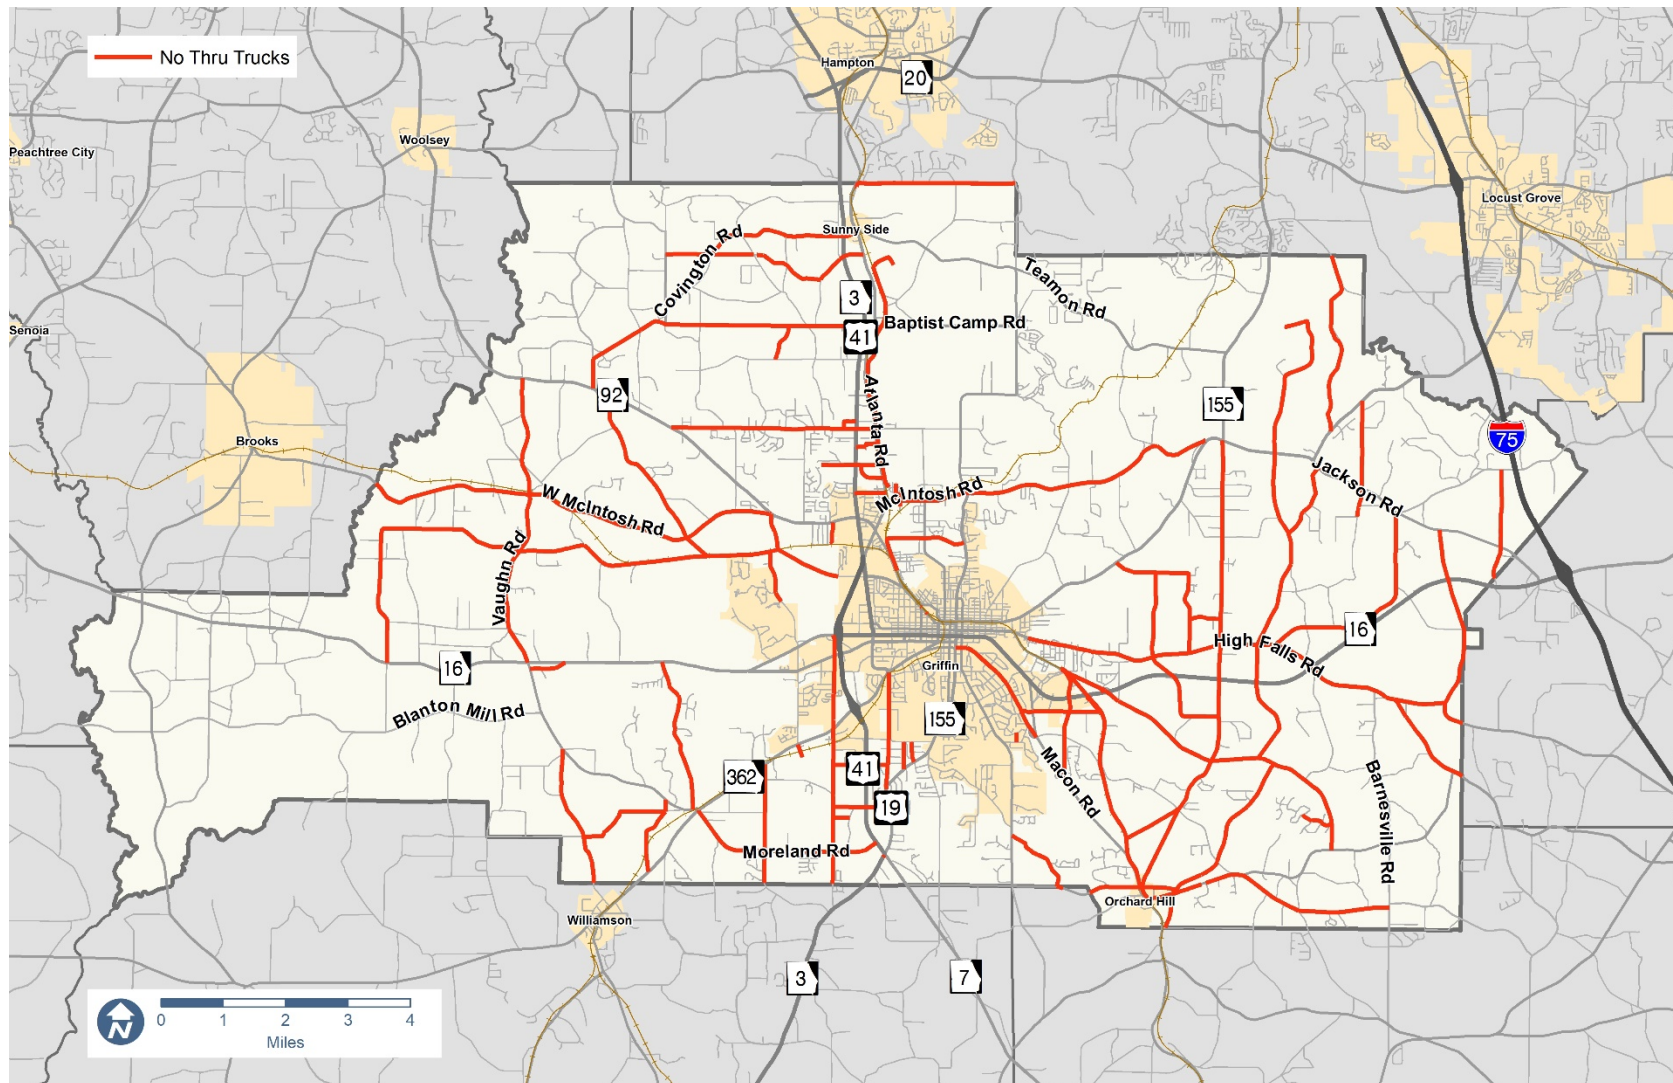 No Thru Trucks
Hampton
20
Woolsey
Peachtree City
Locust Grove
Sunny Side
Covington Rd
Teamon Rd
3
Senoia
Baptist Camp Rd
41
92
Atlanta Rd
155
75
Brooks
Jackson Rd
W McIntosh Rd
McIntosh Rd
Vaughn Rd
16
High Falls Rd
16
Griffin
Blanton Mill Rd
155
362
41
Macon Rd
Barnesville Rd
19
Moreland Rd
Orchard Hill
Williamson
3
7
N
0 1 2 3 4
Miles